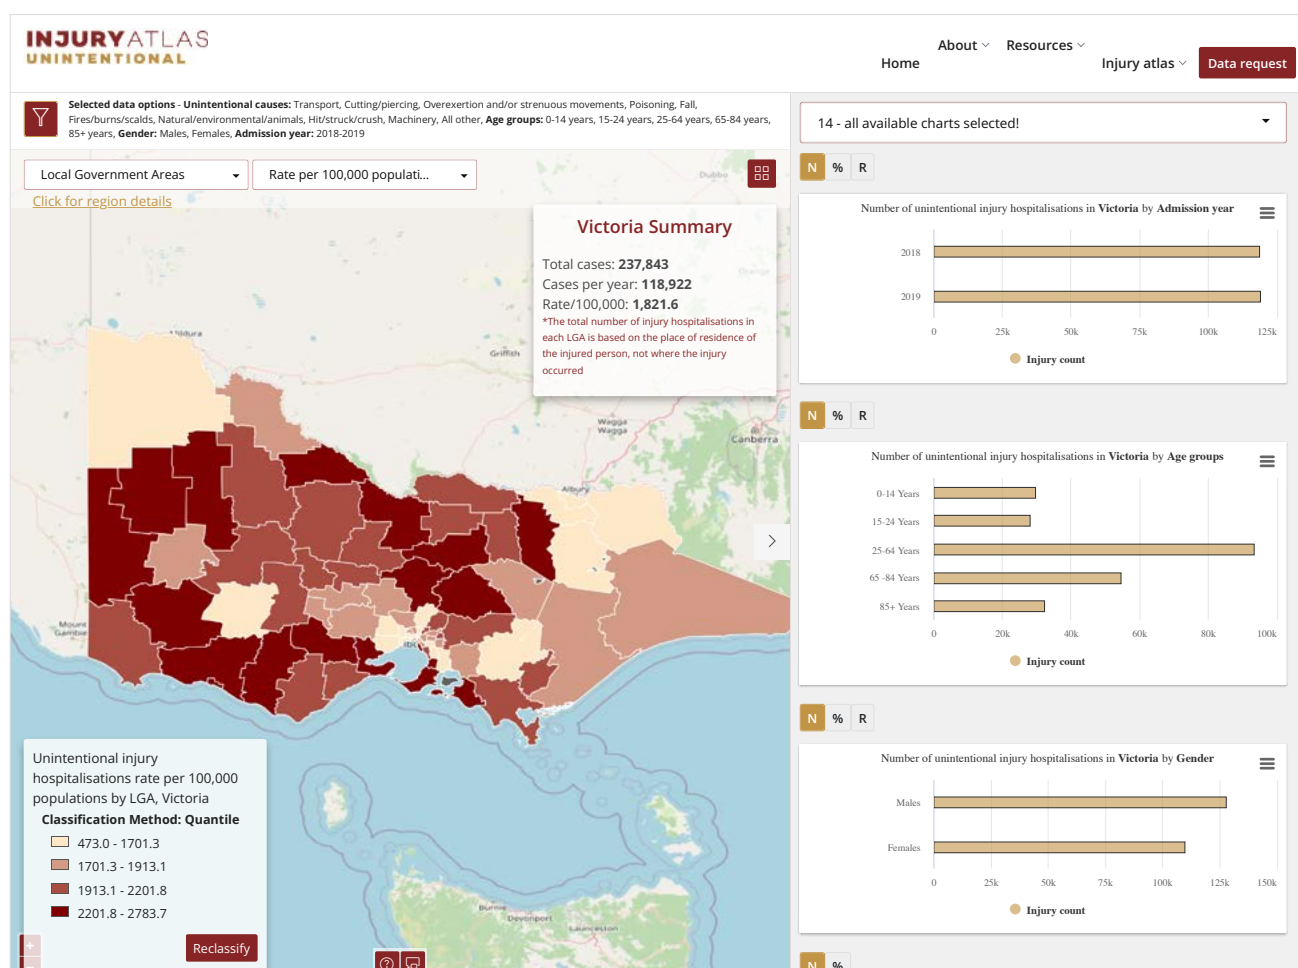 INJURYATLAS
UNINTENTIONAL
Home
About
Resources
Injury atlas
Data request
Selected data options - Unintentional causes: Transport, Cutting/piercing, Overexertion and/or strenuous movements, Poisoning, Fall,
Fires/burns/scalds, Natural/environmental/animals, Hit/struck/crush, Machinery, All other, Age groups: 0-14 years, 15-24 years, 25-64 years, 65-84 years,
85+ years, Gender: Males, Females, Admission year: 2018-2019
Local Government Areas
Rate per 100,000 populati...
Click for region details
Dubbo
Orange
Victoria Summary
Total cases: 237,843
Cases per year: 118,922
Rate/100,000: 1,821.6
*The total number of injury hospitalisations in
each LGA is based on the place of residence of
the injured person, not where the injury
occurred
Mildura
Griffith
Wagga
Wagga
Canberra
Albury
Mount
Gambier
Burnie
Devonport
Launceston
Unintentional injury
hospitalisations rate per 100,000
populations by LGA, Victoria
Classification Method: Quantile
473.0 - 1701.3
1701.3 - 1913.1
1913.1 - 2201.8
2201.8 - 2783.7
Reclassify
+
14 - all available charts selected!
N % R
Number of unintentional injury hospitalisations in Victoria by Admission year
2018
2019
0 25k 50k 75k 100k 125k
Injury count
N % R
Number of unintentional injury hospitalisations in Victoria by Age groups
0-14 Years
15-24 Years
25-64 Years
65 -84 Years
85+ Years
0 20k 40k 60k 80k 100k
Injury count
N % R
Number of unintentional injury hospitalisations in Victoria by Gender
Males
Females
0 25k 50k 75k 100k 125k 150k
Injury count
N %